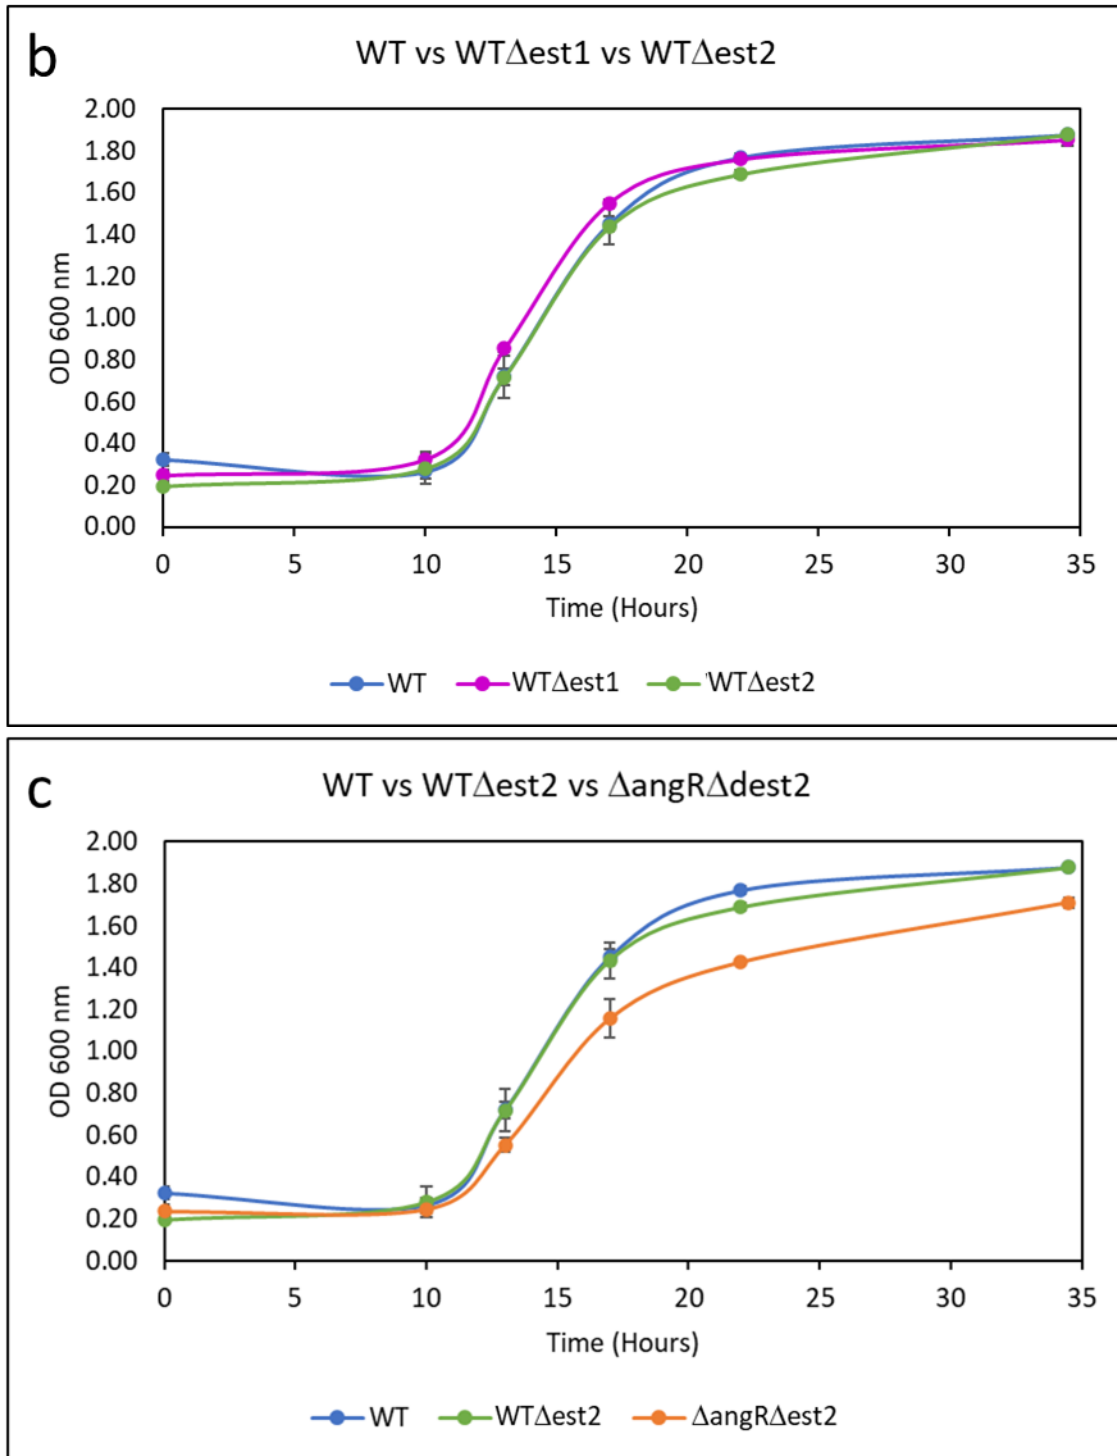 b
WT vs WTΔest1 vs WTΔest2
2.00
1.80
1.60
1.40
1.20
1.00
0.80
0.60
0.40
0.20
0.00
OD 600 nm
0 5 10 15 20 25 30 35
Time (Hours)
WT WTΔest1 'WTΔest2
c
WT vs WTΔest2 vs ΔangRΔdest2
2.00
1.80
1.60
1.40
1.20
1.00
0.80
0.60
0.40
0.20
0.00
OD 600 nm
0 5 10 15 20 25 30 35
Time (Hours)
WT WTΔest2 ΔangRΔest2